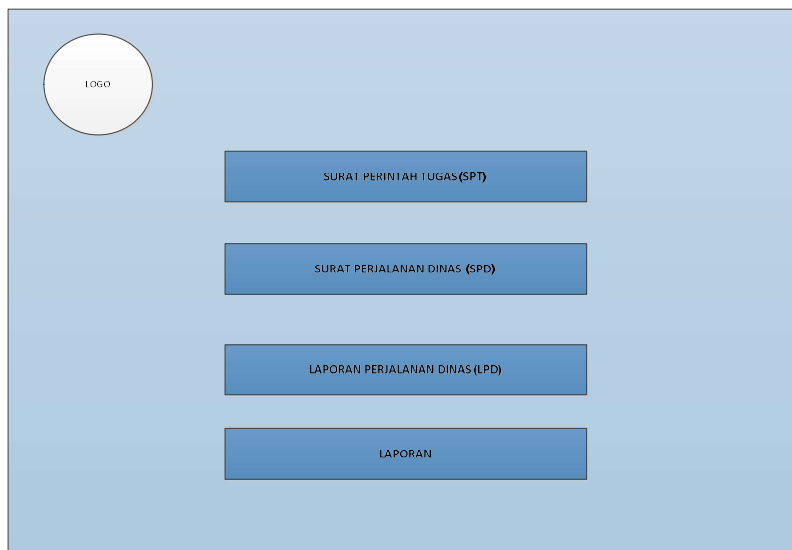 LOGO
SURAT PERINTAH TUGAS (SPT)
SURAT PERJALANAN DINAS (SPD)
LAPORAN PERJALANAN DINAS (LPD)
LAPORAN